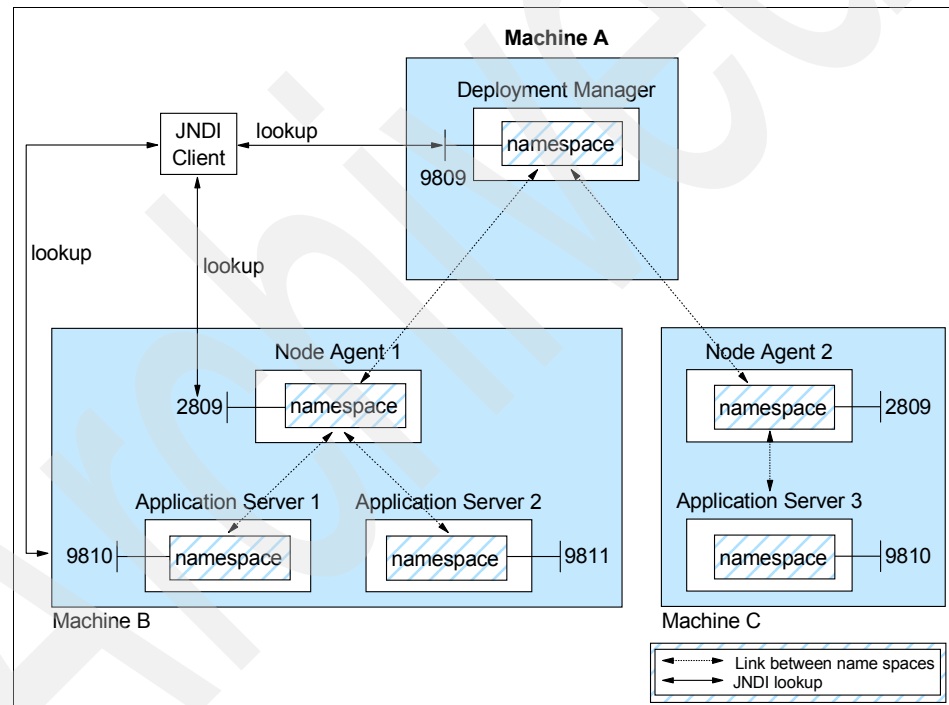 Machine A
Deployment Manager
JNDI
Client
lookup
namespace
9809
lookup
lookup
Node Agent 1
2809
namespace
Node Agent 2
namespace
2809
Application Server 1
Application Server 2
9810
namespace
namespace
9811
Machine B
Application Server 3
namespace
9810
Machine C
Link between name spaces
JNDI lookup
Archived